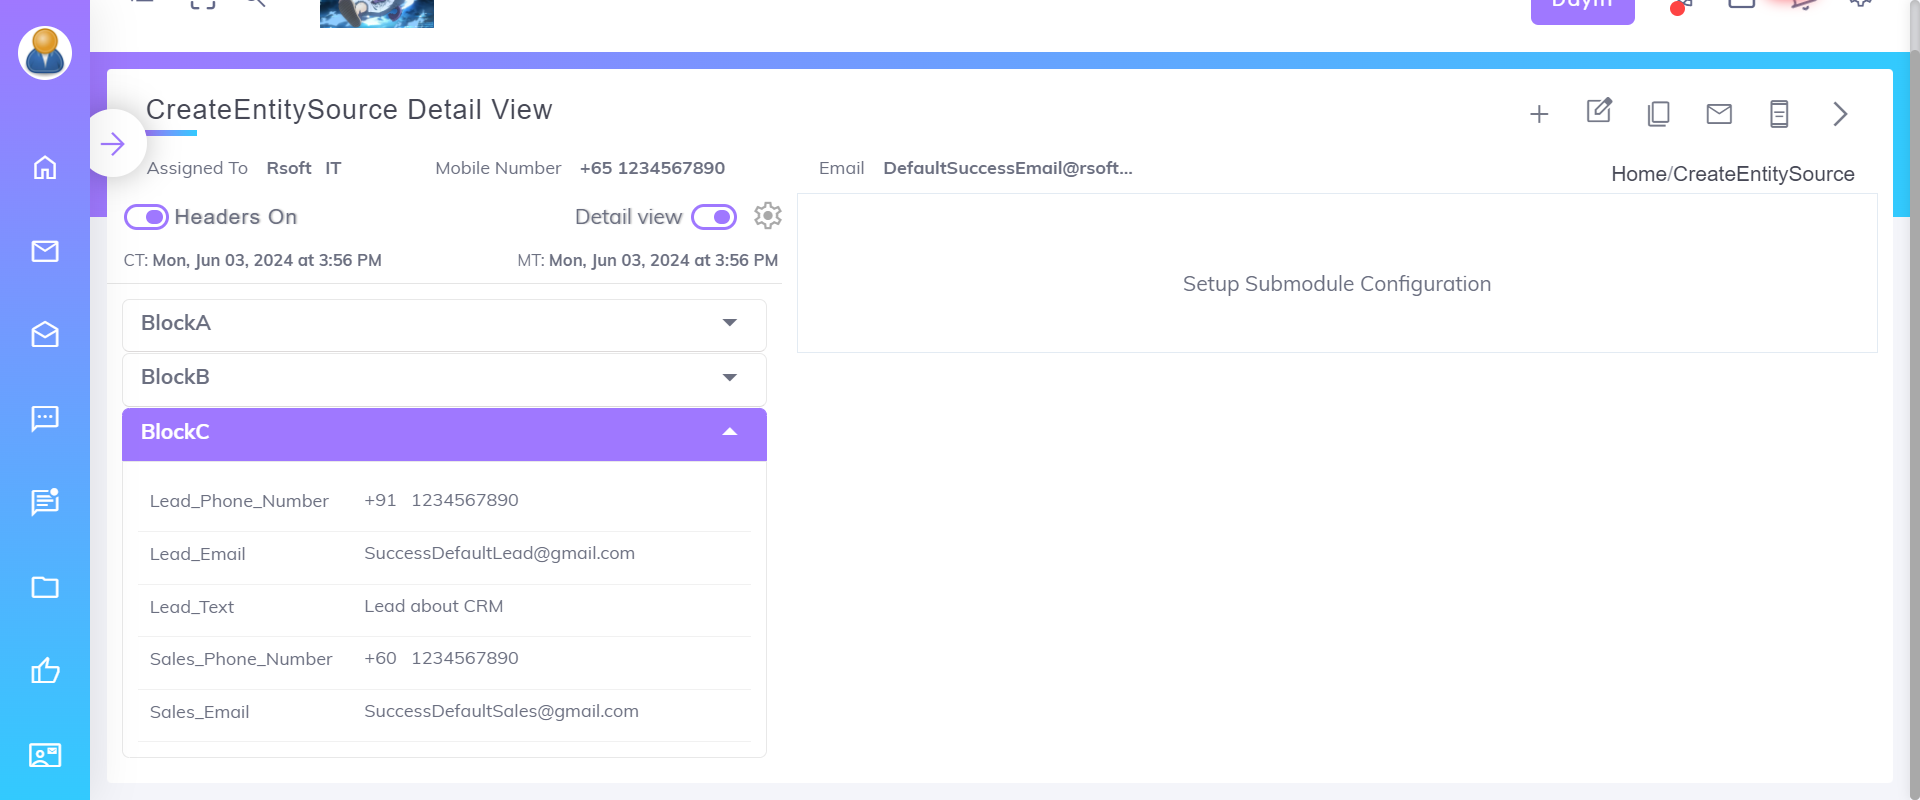 Daym
CreateEntitySource Detail View
Assigned To Rsoft IT Mobile Number +65 1234567890 Email DefaultSuccessEmail@rsoft...
Home/CreateEntitySource
Headers On Detail view
CT: Mon, Jun 03, 2024 at 3:56 PM MT: Mon, Jun 03, 2024 at 3:56 PM
Setup Submodule Configuration
BlockA
BlockB
BlockC
Lead_Phone_Number +91 1234567890
Lead_Email SuccessDefaultLead@gmail.com
Lead_Text Lead about CRM
Sales_Phone_Number +60 1234567890
Sales_Email SuccessDefaultSales@gmail.com